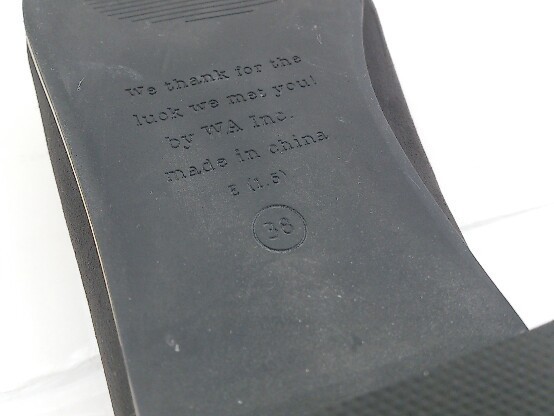 we thank for the
luck we met you!
by WA Inc.
made in china
38